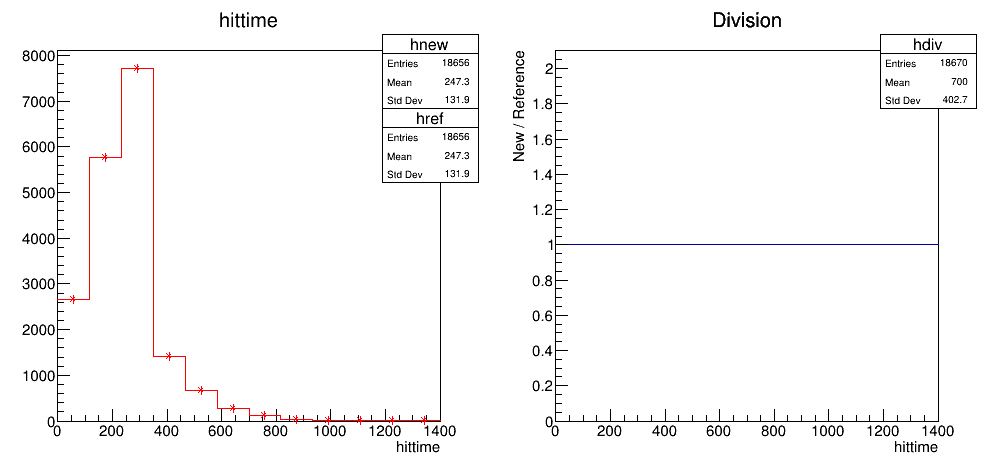 hittime
hnew
Entries 18656
Mean 247.3
Std Dev 131.9
href
Entries 18656
Mean 247.3
Std Dev 131.9
8000
7000
6000
5000
4000
3000
2000
1000
0
0 200 400 600 800 1000 1200 1400
hittime
Division
hdiv
Entries 18670
Mean 700
Std Dev 402.7
New / Reference
2
1.8
1.6
1.4
1.2
1
0.8
0.6
0.4
0.2
0
0 200 400 600 800 1000 1200 1400
hittime